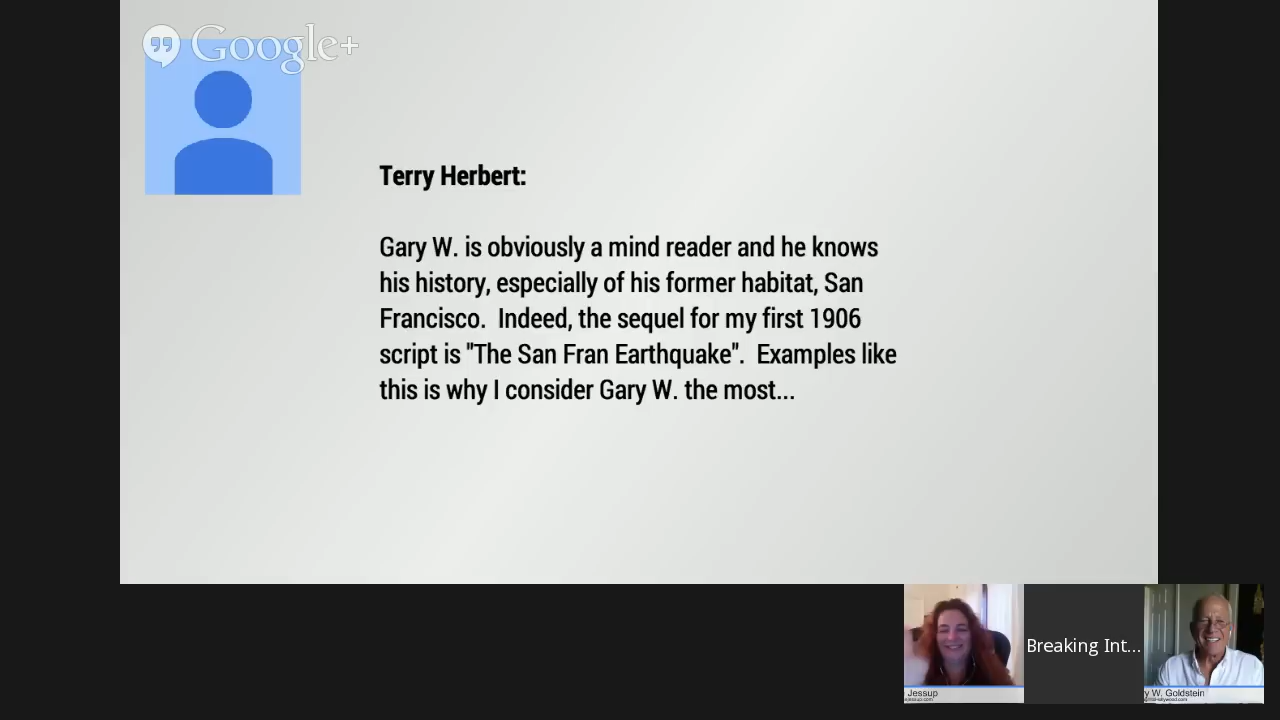 Google+
Terry Herbert:
Gary W. is obviously a mind reader and he knows
his history, especially of his former habitat, San
Francisco.  Indeed, the sequel for my first 1906
script is "The San Fran Earthquake".  Examples like
this is why I consider Gary W. the most...
Breaking Int...
Jessup
y W. Goldstein